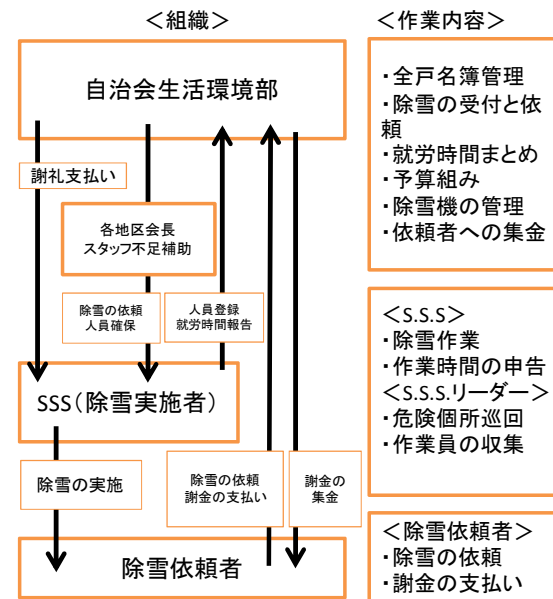 ＜組織＞
自治会生活環境部
謝礼支払い
各地区会長
スタッフ不足補助
除雪の依頼
人員確保
人員登録
就労時間報告
SSS（除雪実施者）
除雪の実施
除雪の依頼
謝金の支払い
謝金の
集金
除雪依頼者
＜作業内容＞
・全戸名簿管理
・除雪の受付と依
頼
・就労時間まとめ
・予算組み
・除雪機の管理
・依頼者への集金
＜S.S.S＞
・除雪作業
・作業時間の申告
＜S.S.S.リーダー＞
・危険個所巡回
・作業員の収集
＜除雪依頼者＞
・除雪の依頼
・謝金の支払い